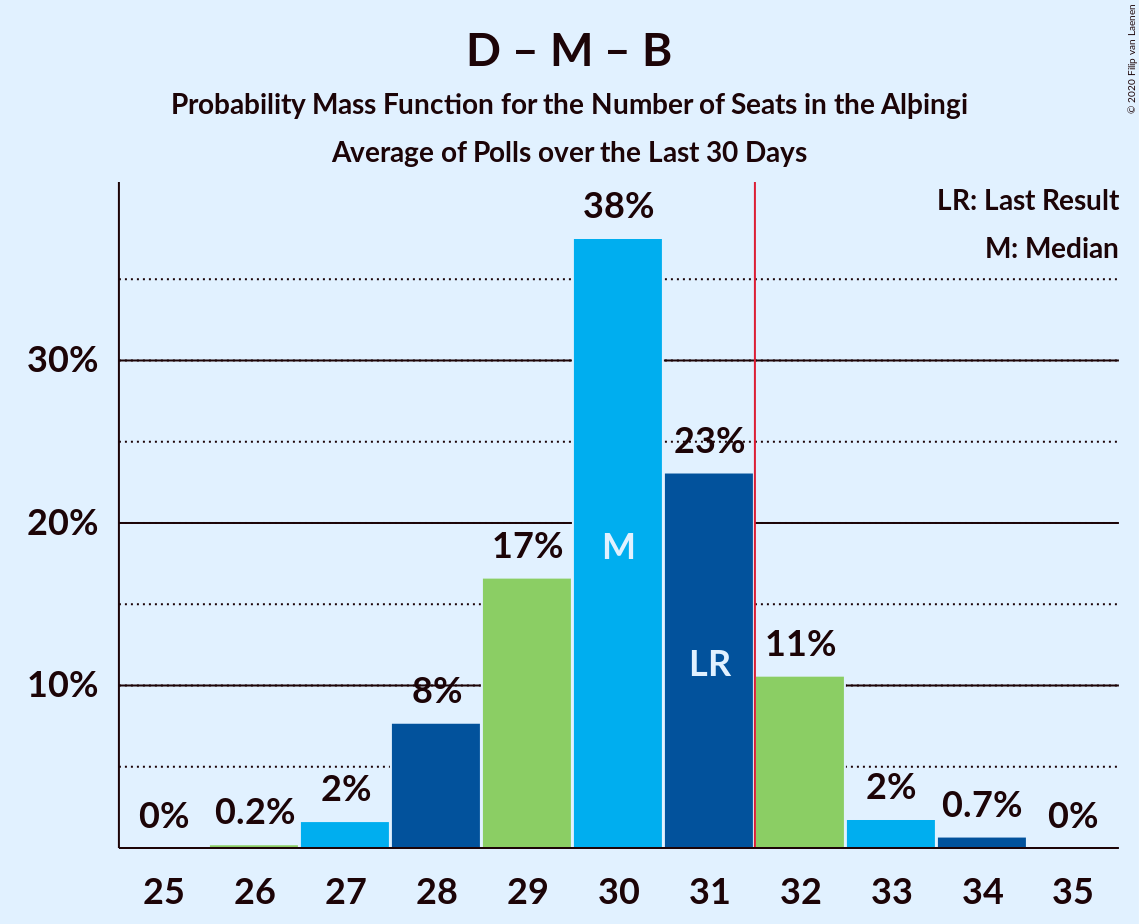 D – M – B
Probability Mass Function for the Number of Seats in the Alþingi
Average of Polls over the Last 30 Days
© 2020 Filip van Laenen
LR: Last Result
M: Median
38%
30%
23%
20%
17%
M
11%
LR
10%
8%
2%
2%
0%
0.2%
0.7%
0%
25 26 27 28 29 30 31 32 33 34 35